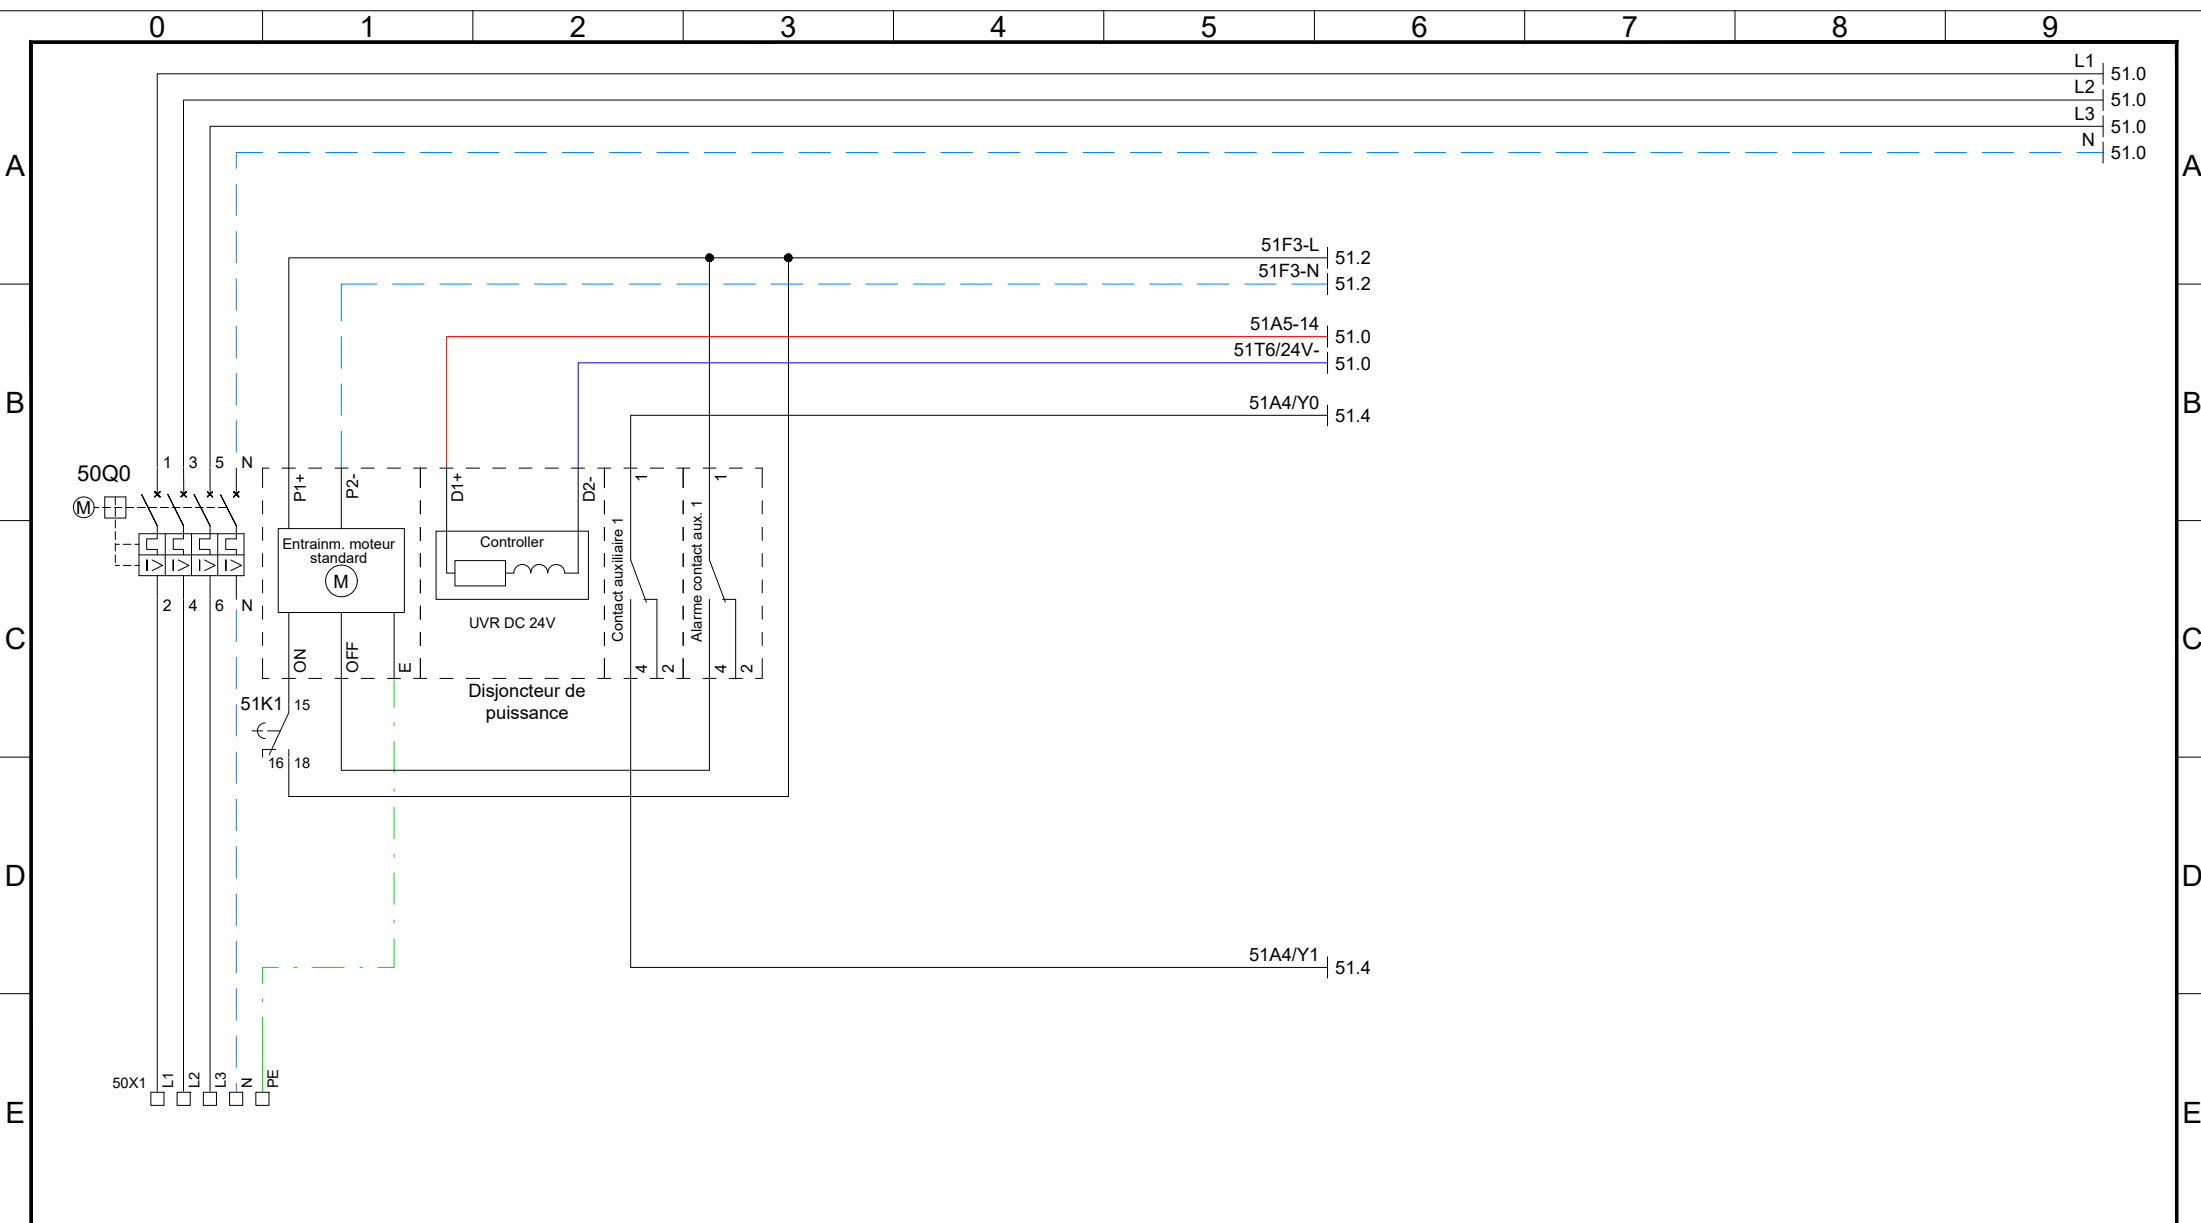 0 1 2 3 4 5 6 7 8 9
L1 51.0
L2 51.0
L3 51.0
N 51.0
A A
51F3-L 51.2
51F3-N 51.2
51A5-14 51.0
51T6/24V- 51.0
B B
51A4/Y0 51.4
50Q0
1 3 5 N
P1+ P2- D1+ D2- 1 1
M
Entrainm. moteur
standard
M
Controller
I> I> I> I>
Contact auxiliaire 1
Alarme contact aux. 1
2 4 6 N
UVR DC 24V
C C
ON OFF E 4 2 4 2
Disjoncteur de
puissance
51K1 15
16 18
D D
51A4/Y1 51.4
50X1 L1 L2 L3 N PE
E E